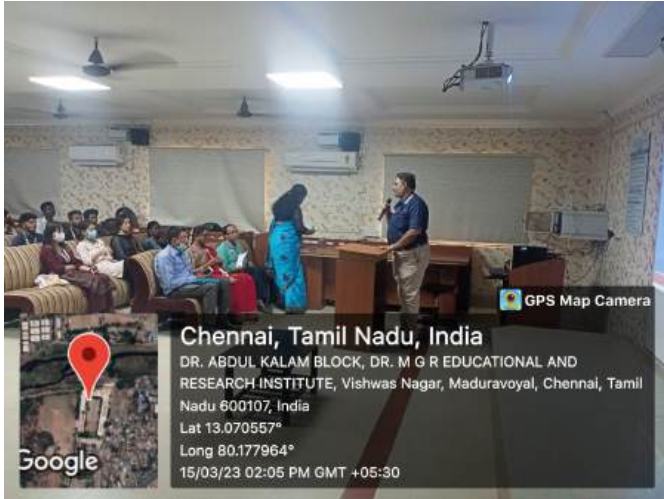 GPS Map Camera
Chennai, Tamil Nadu, India
DR. ABDUL KALAM BLOCK, DR. M G R EDUCATIONAL AND
RESEARCH INSTITUTE, Vishwas Nagar, Maduravoyal, Chennai, Tamil
Nadu 600107, India
Lat 13.070557°
Long 80.177964°
15/03/23 02:05 PM GMT +05:30
Google